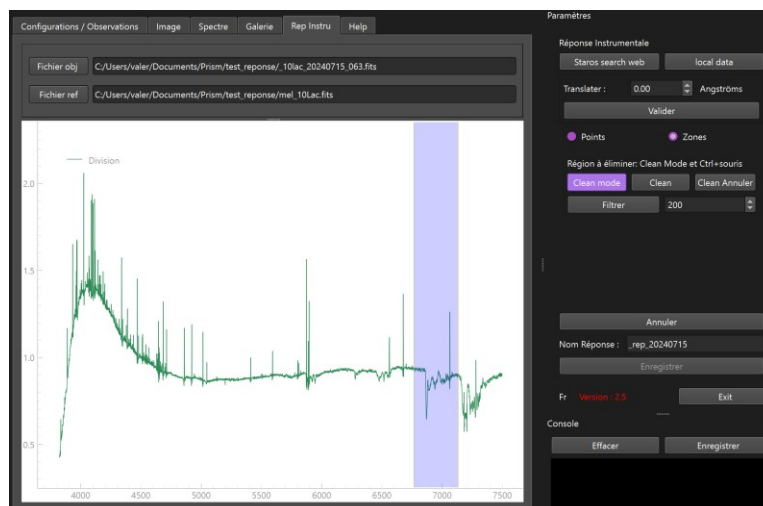 Configurations / Observations Image Spectre Galerie Rep Instru Help
Fichier obj C:/Users/valer/Documents/Prism/test_reponse/_10lac_20240715_063.fits
Fichier ref C:/Users/valer/Documents/Prism/test_reponse/mel_10Lac.fits
Division
2.0
1.5
1.0
0.5
4000 4500 5000 5500 6000 6500 7000 7500
Paramètres
Réponse Instrumentale
Staros search web local data
Translater : 0.00 Angströms
Valider
Points Zones
Région à éliminer: Clean Mode et Ctrl+souris
Clean mode Clean Clean Annuler
Filtrer 200
Annuler
Nom Réponse : _rep_20240715
Enregistrer
Fr Version : 2.5 Exit
Console
Effacer Enregistrer